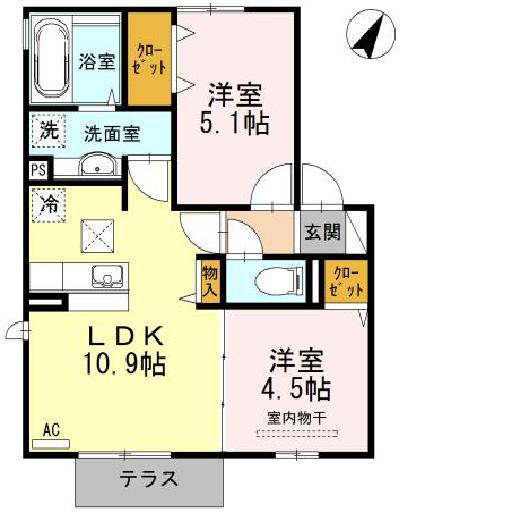 浴室
クロー
ゼット
洋室
5.1帖
洗
洗面室
PS
冷
玄関
物
入
クロー
ゼット
LDK
10.9帖
洋室
4.5帖
室内物干
AC
テラス